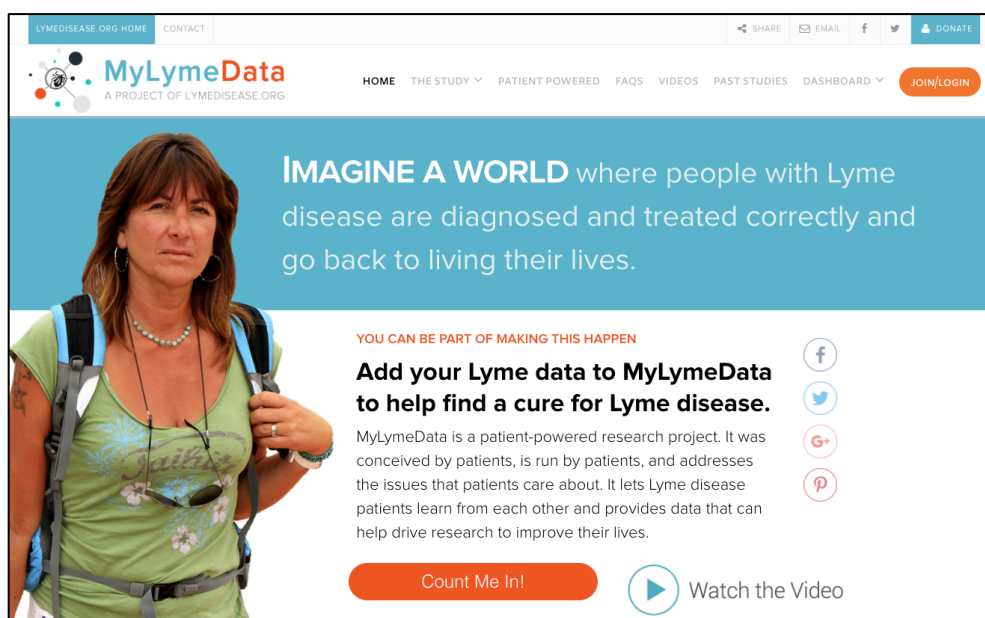 LYMEDISEASE.ORG HOME CONTACT SHARE EMAIL DONATE
MyLymeData
A PROJECT OF LYMEDISEASE.ORG
HOME THE STUDY PATIENT POWERED FAQS VIDEOS PAST STUDIES DASHBOARD JOIN/LOGIN
IMAGINE A WORLD where people with Lyme
disease are diagnosed and treated correctly and
go back to living their lives.
YOU CAN BE PART OF MAKING THIS HAPPEN
Add your Lyme data to MyLymeData
to help find a cure for Lyme disease.
MyLymeData is a patient-powered research project. It was
conceived by patients, is run by patients, and addresses
the issues that patients care about. It lets Lyme disease
patients learn from each other and provides data that can
help drive research to improve their lives.
Count Me In!
Watch the Video